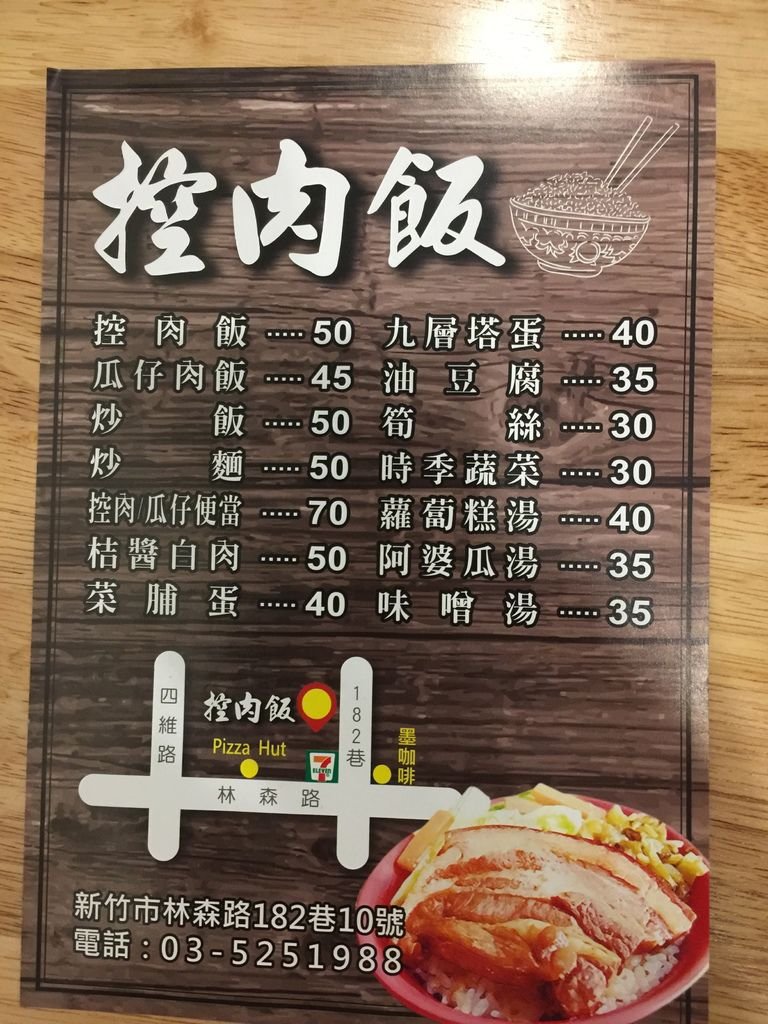 控肉飯
控肉飯 ····· 50
瓜仔肉飯 ····· 45
炒飯 ····· 50
炒麵 ····· 50
控肉/瓜仔便當 ····· 70
桔醬白肉 ····· 50
菜脯蛋 ····· 40
九層塔蛋 ····· 40
油豆腐 ····· 35
筍絲 ····· 30
時季蔬菜 ····· 30
蘿蔔糕湯 ····· 40
阿婆瓜湯 ····· 35
味噌湯 ····· 35
四維路
控肉飯
182巷
Pizza Hut
7 ELEVEN
墨咖啡
林森路
新竹市林森路182巷10號
電話：03-5251988